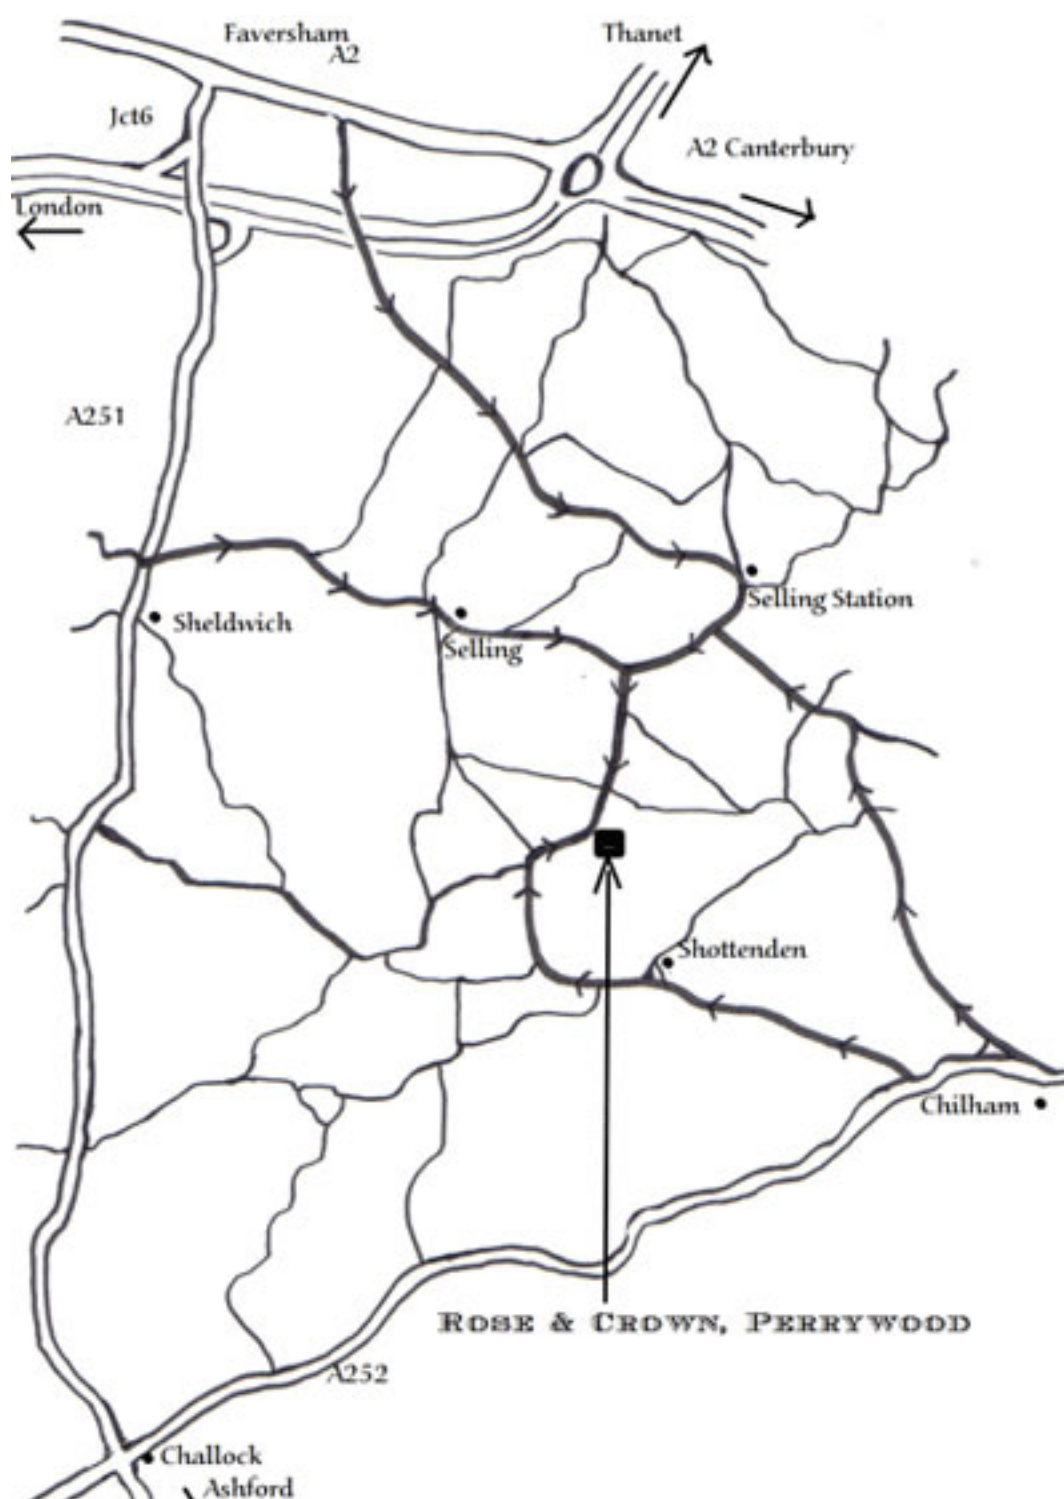 Faversham
A2
Thanet
Jct6
A2 Canterbury
London
A251
Selling Station
Sheldwich
Selling
Shottenden
Chilham
ROSE & CROWN, PERRYWOOD
A252
Challock
Ashford